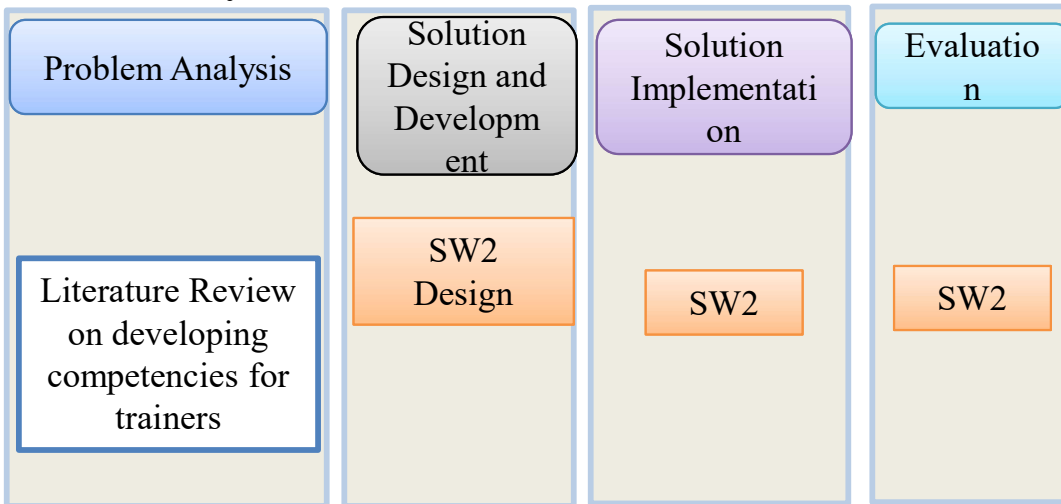 Problem Analysis
Literature Review
on developing
competencies for
trainers
Solution
Design and
Developm
ent
SW2
Design
Solution
Implementati
on
SW2
Evaluatio
n
SW2